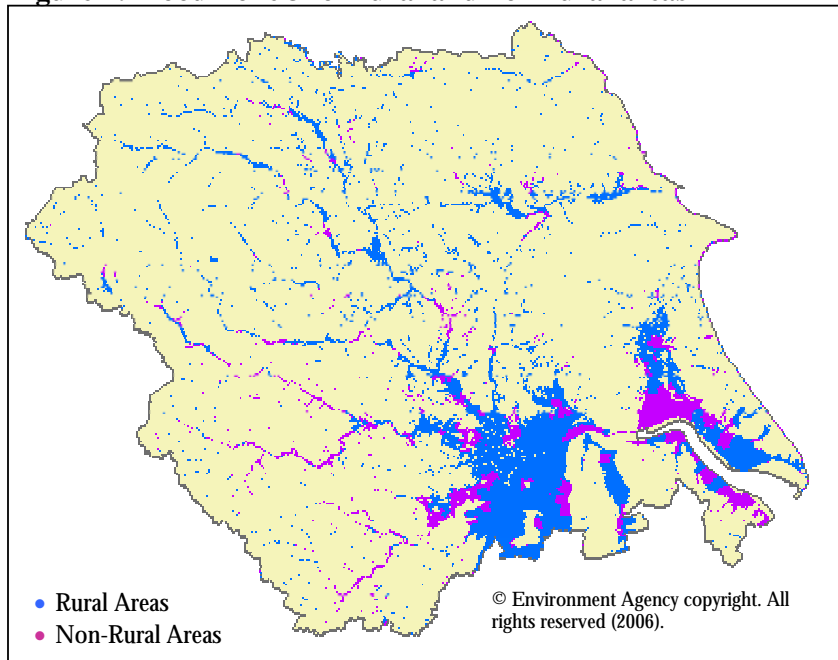 ● Rural Areas
● Non-Rural Areas
© Environment Agency copyright. All
rights reserved (2006).